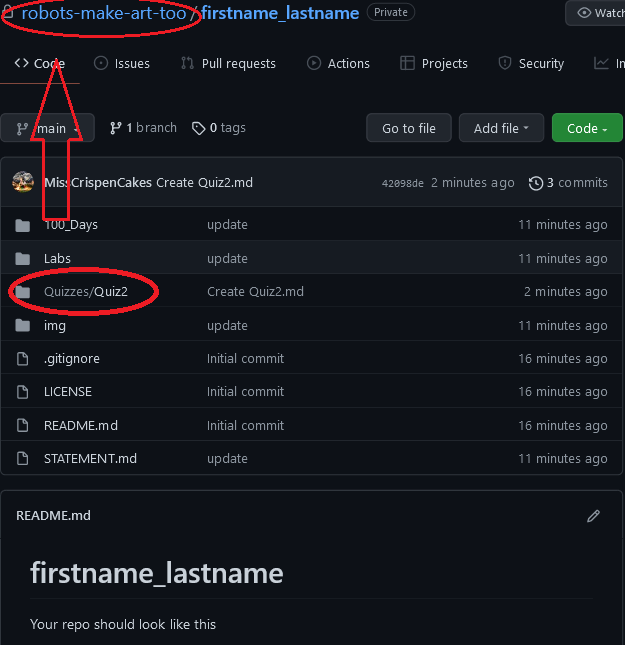 robots-make-art-too / firstname_lastname Private Watch
Code Issues Pull requests Actions Projects Security In
main 1 branch 0 tags Go to file Add file Code
MissCrispenCakes Create Quiz2.md 42098de 2 minutes ago 3 commits
100_Days update 11 minutes ago
Labs update 11 minutes ago
Quizzes/Quiz2 Create Quiz2.md 2 minutes ago
img update 11 minutes ago
.gitignore Initial commit 16 minutes ago
LICENSE Initial commit 16 minutes ago
README.md Initial commit 16 minutes ago
STATEMENT.md update 11 minutes ago
README.md
firstname_lastname
Your repo should look like this